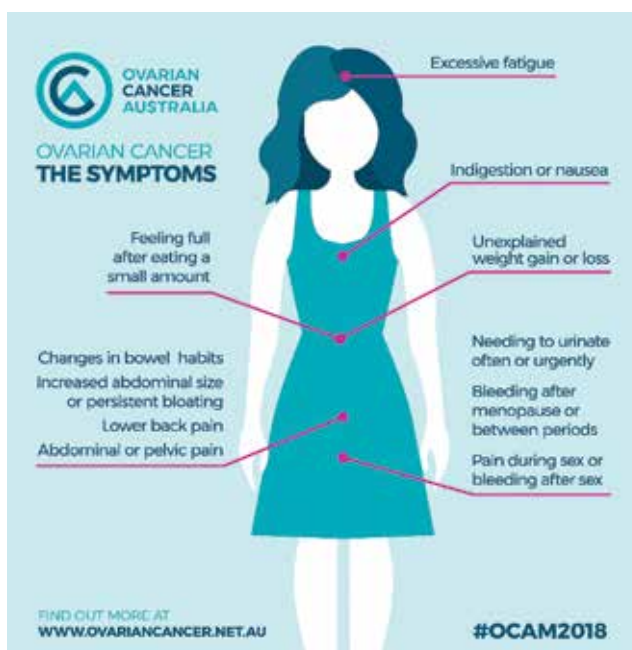 OVARIAN
CANCER
AUSTRALIA
OVARIAN CANCER
THE SYMPTOMS
Excessive fatigue
Indigestion or nausea
Feeling full
after eating a
small amount
Unexplained
weight gain or loss
Changes in bowel habits
Increased abdominal size
or persistent bloating
Lower back pain
Abdominal or pelvic pain
Needing to urinate
often or urgently
Bleeding after
menopause or
between periods
Pain during sex or
bleeding after sex
FIND OUT MORE AT
WWW.OVARIANCANCER.NET.AU
#OCAM2018